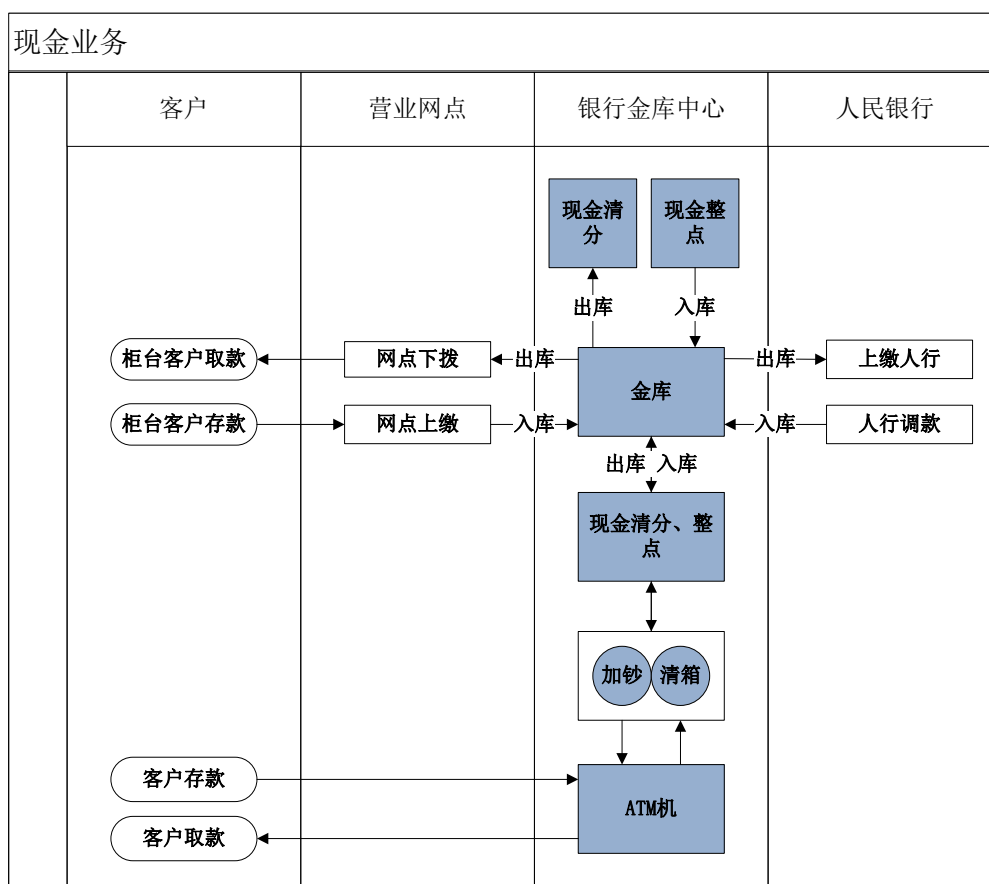 现金业务
客户
营业网点
银行金库中心
人民银行
现金清
分
现金整
点
出库
入库
柜台客户取款
网点下拨
出库
金库
出库
上缴人行
柜台客户存款
网点上缴
入库
入库
人行调款
出库
入库
现金清分、整
点
加钞
清箱
客户存款
ATM机
客户取款